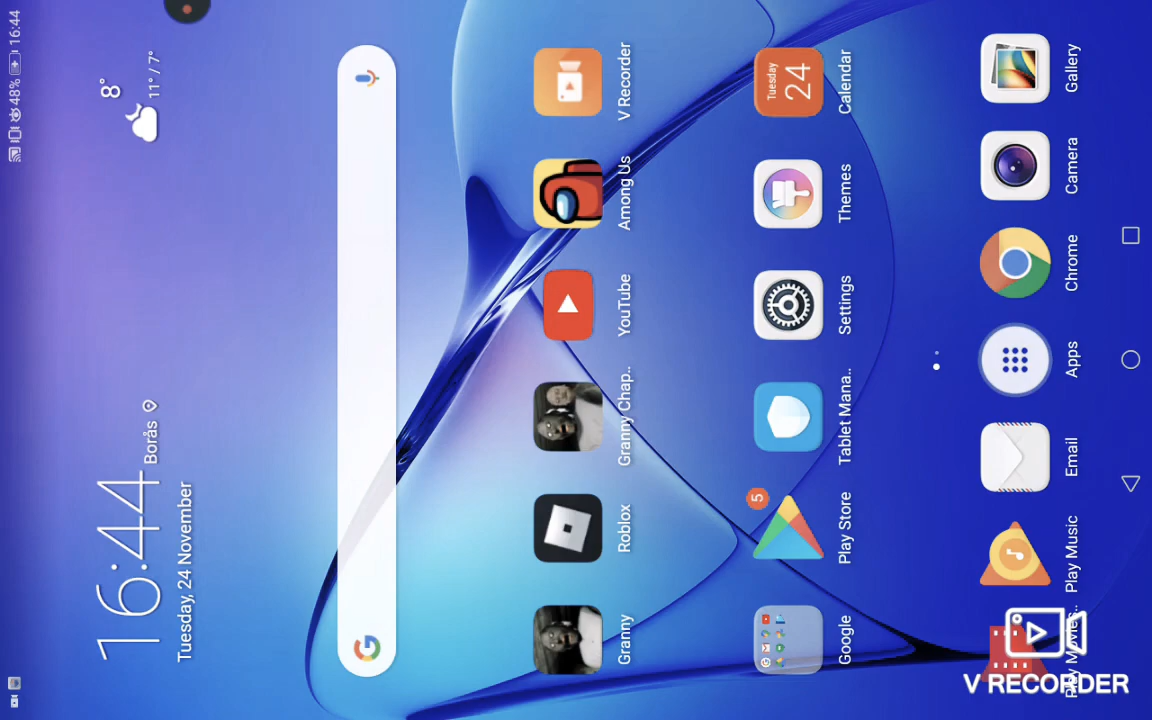 16:44
48%
16:44
Borås
Tuesday, 24 November
8°
11° / 7°
Granny
Roblox
Granny Chap..
YouTube
Among Us
V Recorder
Google
5
Play Store
Tablet Mana..
Settings
Themes
Tuesday
24
Calendar
Play Movies..
Play Music
Email
Apps
Chrome
Camera
Gallery
V RECORDER